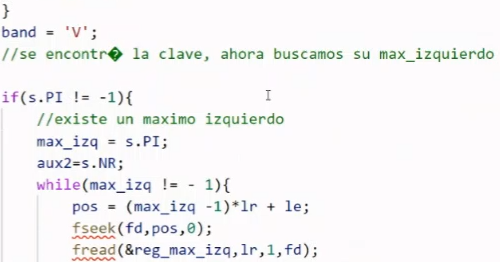 }
band = 'V';
//se encontr� la clave, ahora buscamos su max_izquierdo
if(s.PI != -1){
//existe un maximo izquierdo
max_izq = s.PI;
aux2=s.NR;
while(max_izq != - 1){
pos = (max_izq -1)*lr + le;
fseek(fd,pos,0);
fread(&reg_max_izq,lr,1,fd);